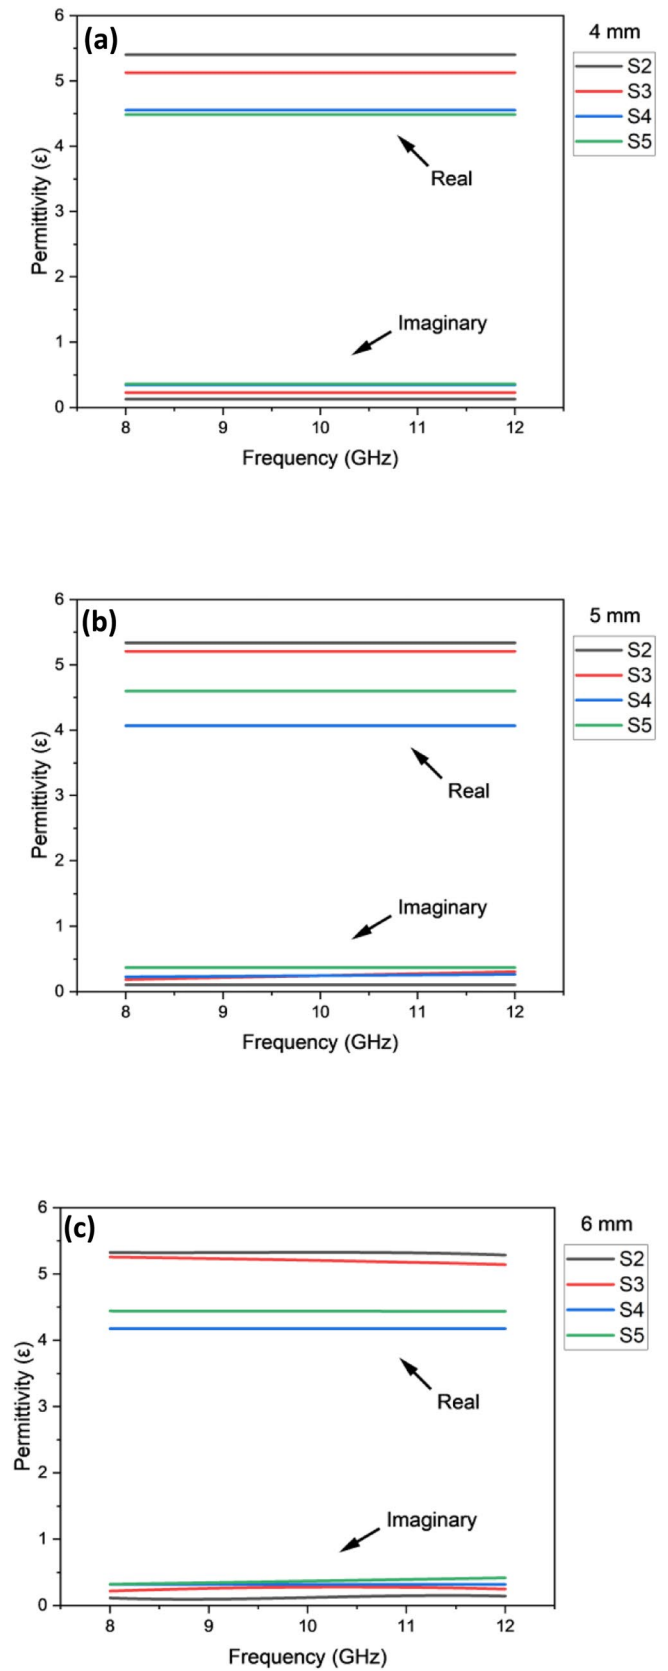 (a)
4 mm
S2
S3
S4
S5
6
5
4
3
2
1
0
Permittivity (ε)
Real
Imaginary
8 9 10 11 12
Frequency (GHz)
(b)
5 mm
S2
S3
S4
S5
6
5
4
3
2
1
0
Permittivity (ε)
Real
Imaginary
8 9 10 11 12
Frequency (GHz)
(c)
6 mm
S2
S3
S4
S5
6
5
4
3
2
1
0
Permittivity (ε)
Real
Imaginary
8 9 10 11 12
Frequency (GHz)